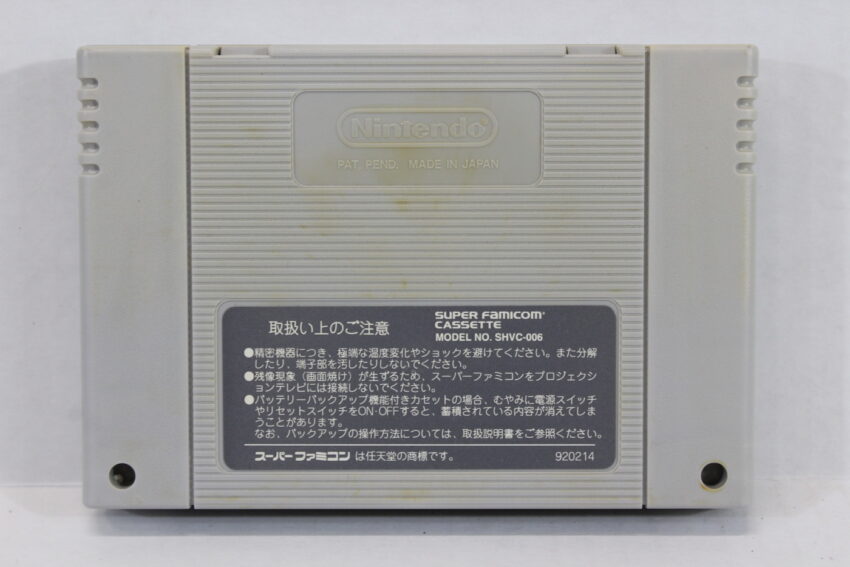 Nintendo
PAT. PEND. MADE IN JAPAN
取扱い上のご注意
SUPER FAMICOM
CASSETTE
MODEL NO. SHVC-006
●精密機器につき、極端な温度変化やショックを避けてください。また分解
したり、端子部を汚したりしないでください。
●残像現象（画面焼け）が生ずるため、スーパーファミコンをプロジェクシ
ョンテレビには接続しないでください。
●バッテリーバックアップ機能付きカセットの場合、むやみに電源スイッチ
やリセットスイッチをON・OFFすると、蓄積されている内容が消えてしま
うことがあります。
なお、バックアップの操作方法については、取扱説明書をご参照ください。
スーパーファミコン は任天堂の商標です。 920214